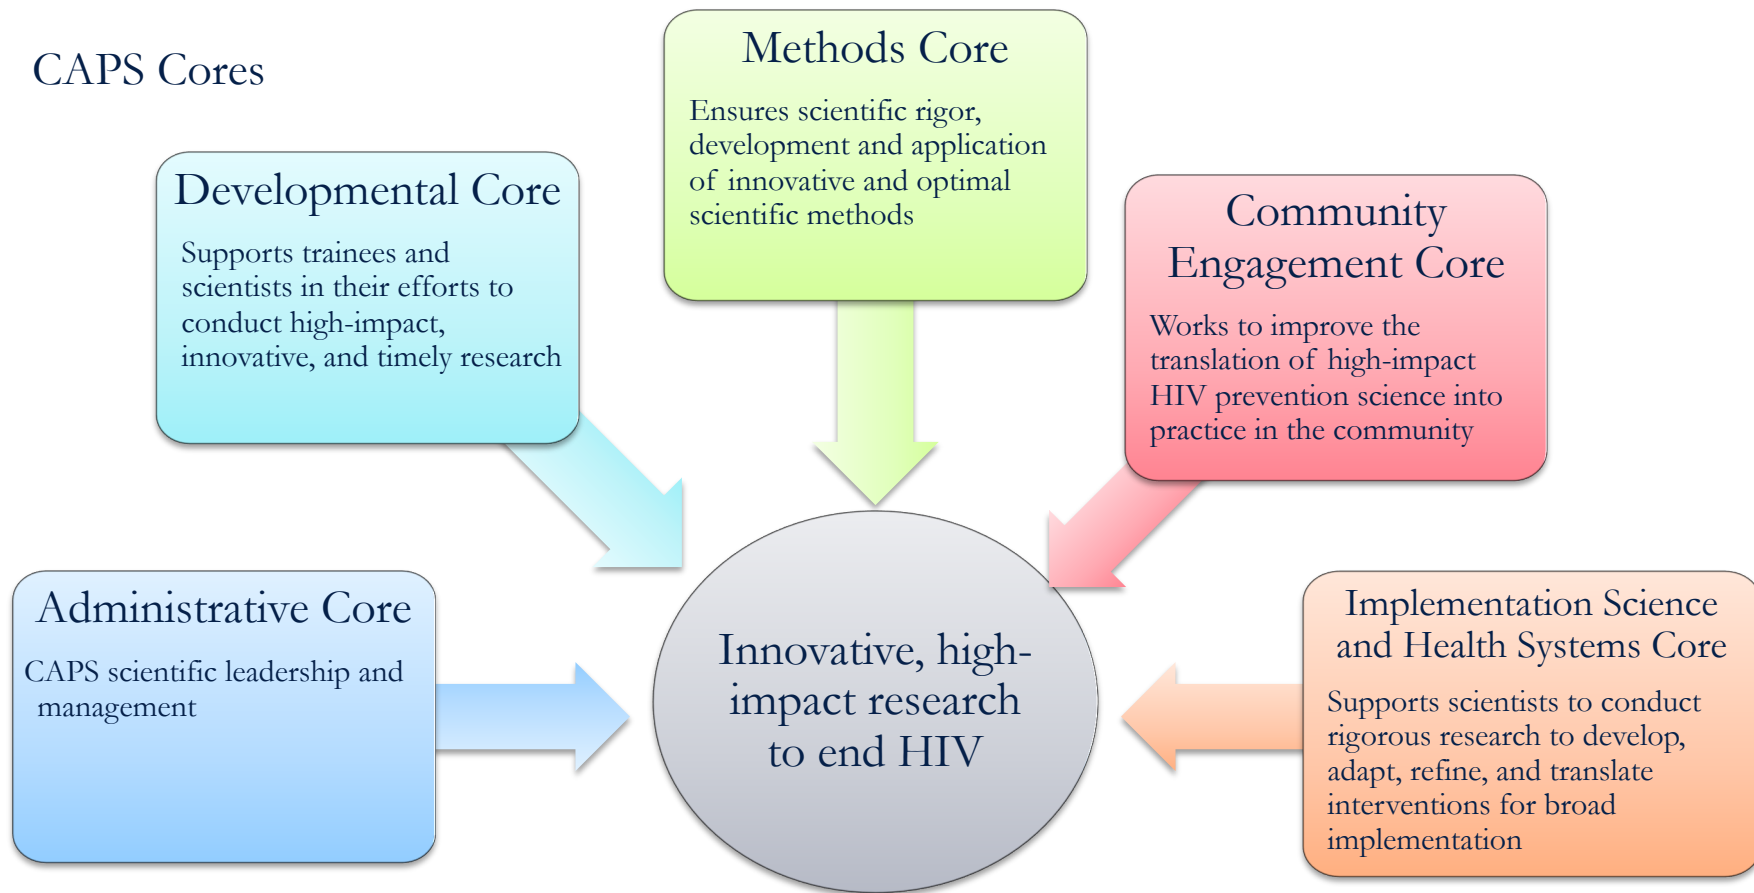 CAPS Cores
Methods Core
Ensures scientific rigor,
development and application
of innovative and optimal
scientific methods
Developmental Core
Supports trainees and
scientists in their efforts to
conduct high-impact,
innovative, and timely research
Community
Engagement Core
Works to improve the
translation of high-impact
HIV prevention science into
practice in the community
Administrative Core
CAPS scientific leadership and
management
Innovative, high-
impact research
to end HIV
Implementation Science
and Health Systems Core
Supports scientists to conduct
rigorous research to develop,
adapt, refine, and translate
interventions for broad
implementation